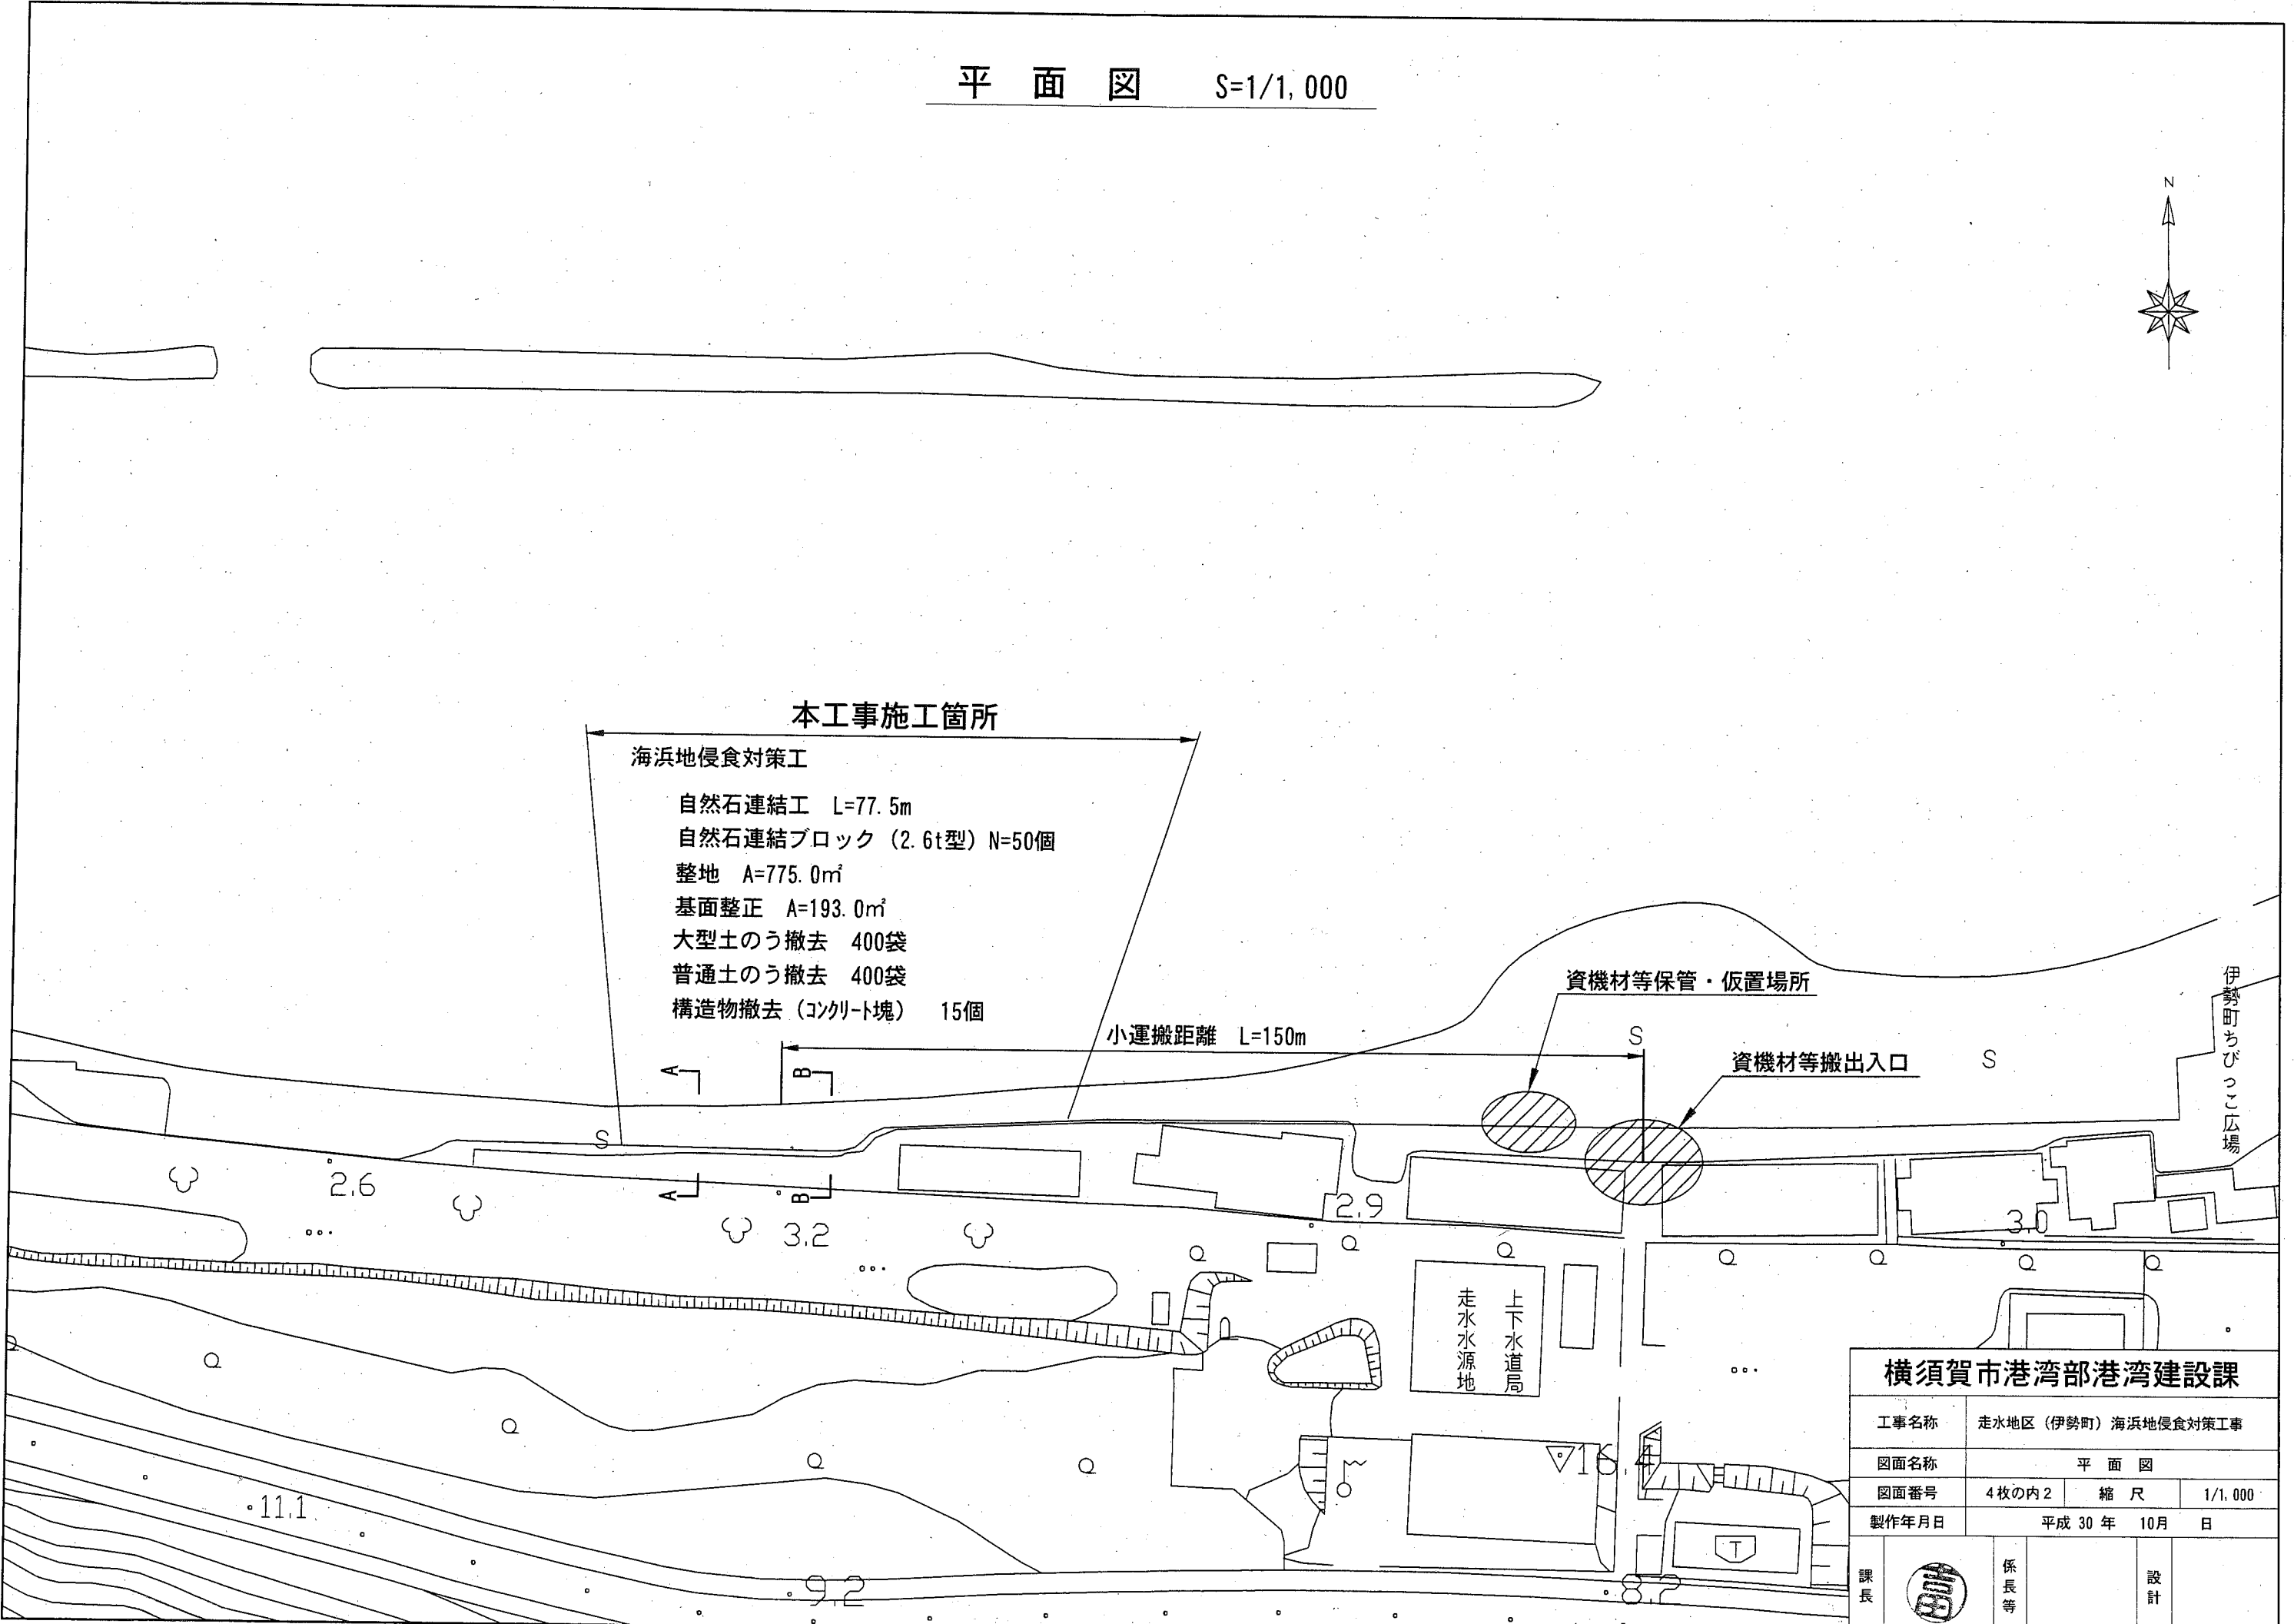 平 面 図 S=1/1,000
N
本工事施工箇所
海浜地侵食対策工
自然石連結工 L=77.5m
自然石連結ブロック（2.6t型）N=50個
整地 A=775.0㎡
基面整正 A=193.0㎡
大型土のう撤去 400袋
普通土のう撤去 400袋
構造物撤去（コンクリート塊） 15個
小運搬距離 L=150m
資機材等保管・仮置場所
資機材等搬出入口
S
S
S
伊勢町ちびっこ広場
A
B
A
B
2.6
3.2
2.9
3.0
上下水道局
走水水源地
16.4
11.1
9.2
8.2
T
横須賀市港湾部港湾建設課
工事名称 走水地区（伊勢町）海浜地侵食対策工事
図面名称 平 面 図
図面番号 4枚の内2 縮 尺 1/1,000
製作年月日 平成 30 年 10月 日
課長 係長等 設計